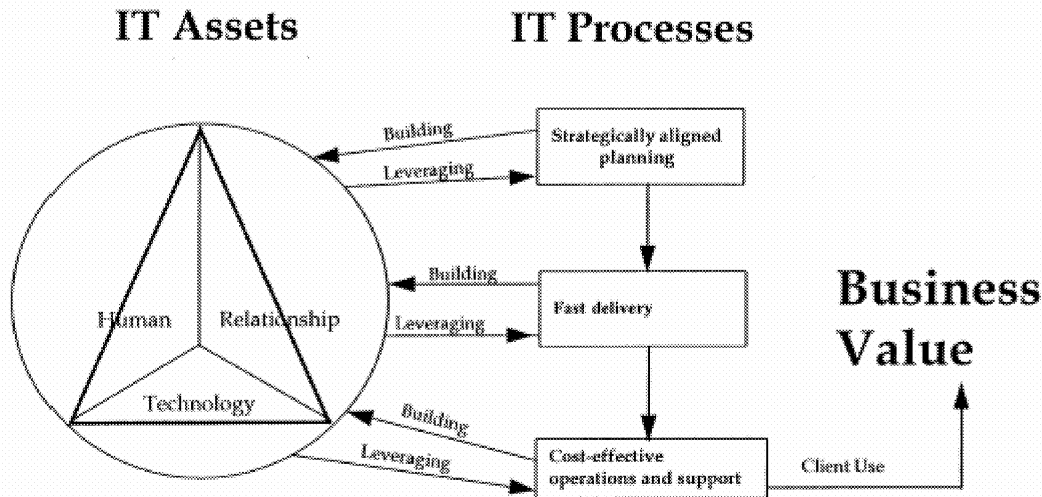 IT Assets
IT Processes
Building
Leveraging
Strategically aligned
planning
Building
Leveraging
Fast delivery
Human
Relationship
Technology
Business
Value
Building
Leveraging
Cost-effective
operations and support
Client Use